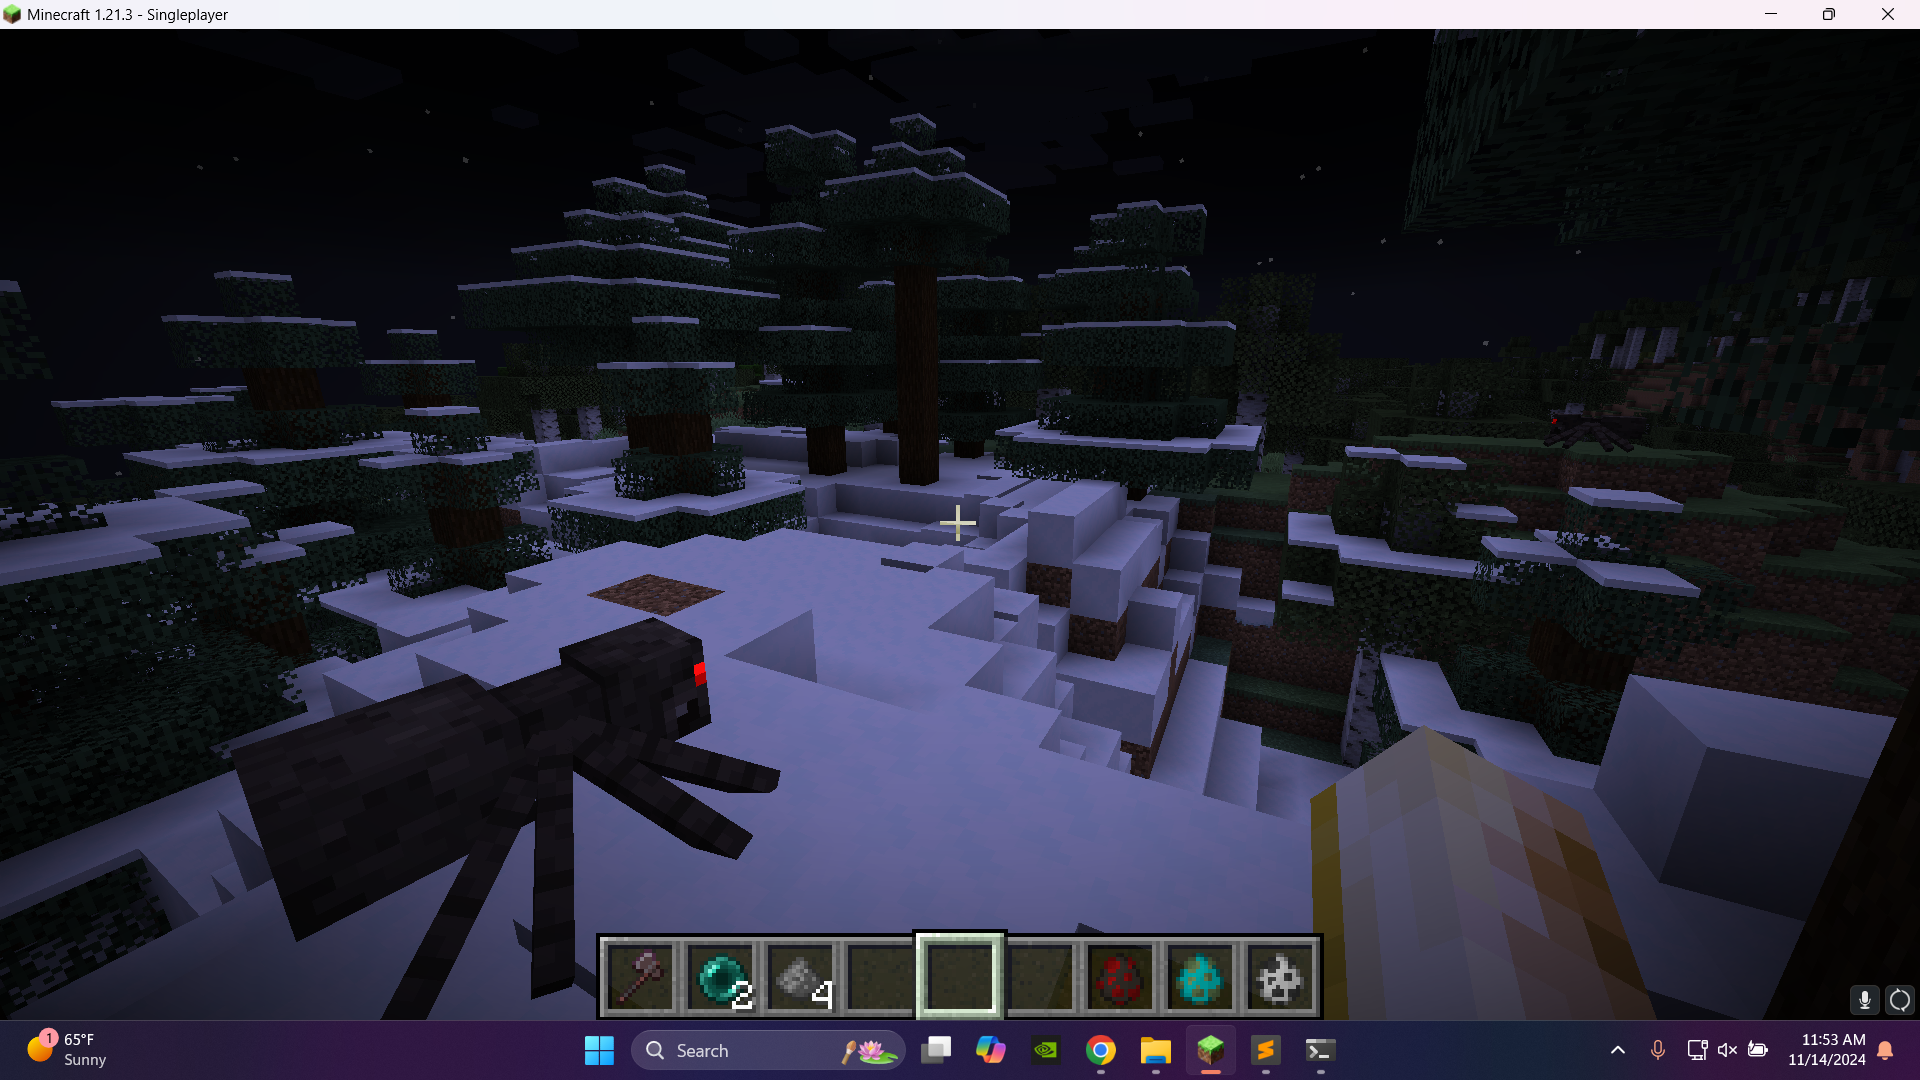 Minecraft 1.21.3 - Singleplayer
2
4
1
65°F
Sunny
Search
11:53 AM
11/14/2024